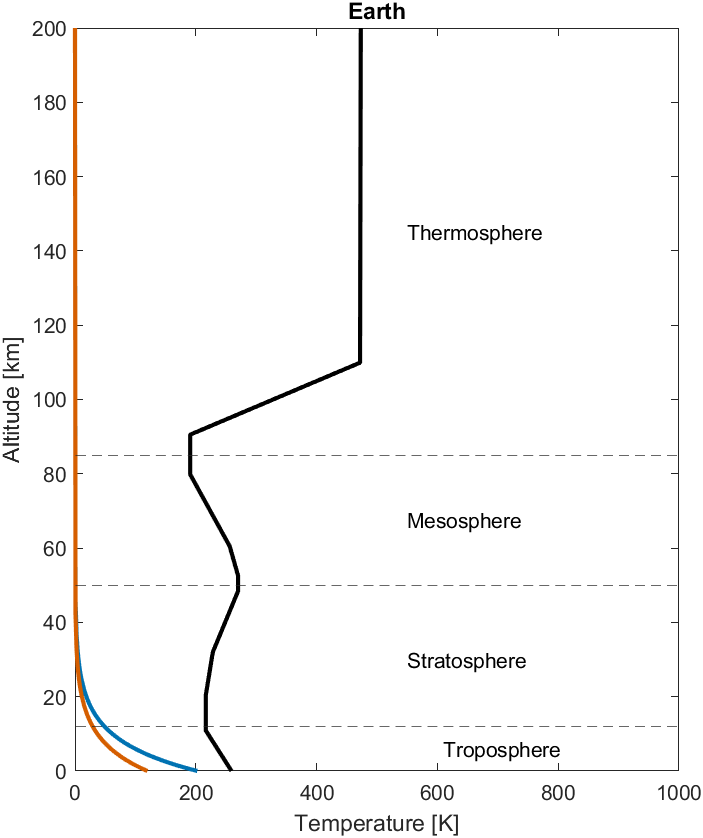 Earth
200
180
160
140
120
100
80
60
40
20
0
Altitude [km]
Thermosphere
Mesosphere
Stratosphere
Troposphere
0 200 400 600 800 1000
Temperature [K]